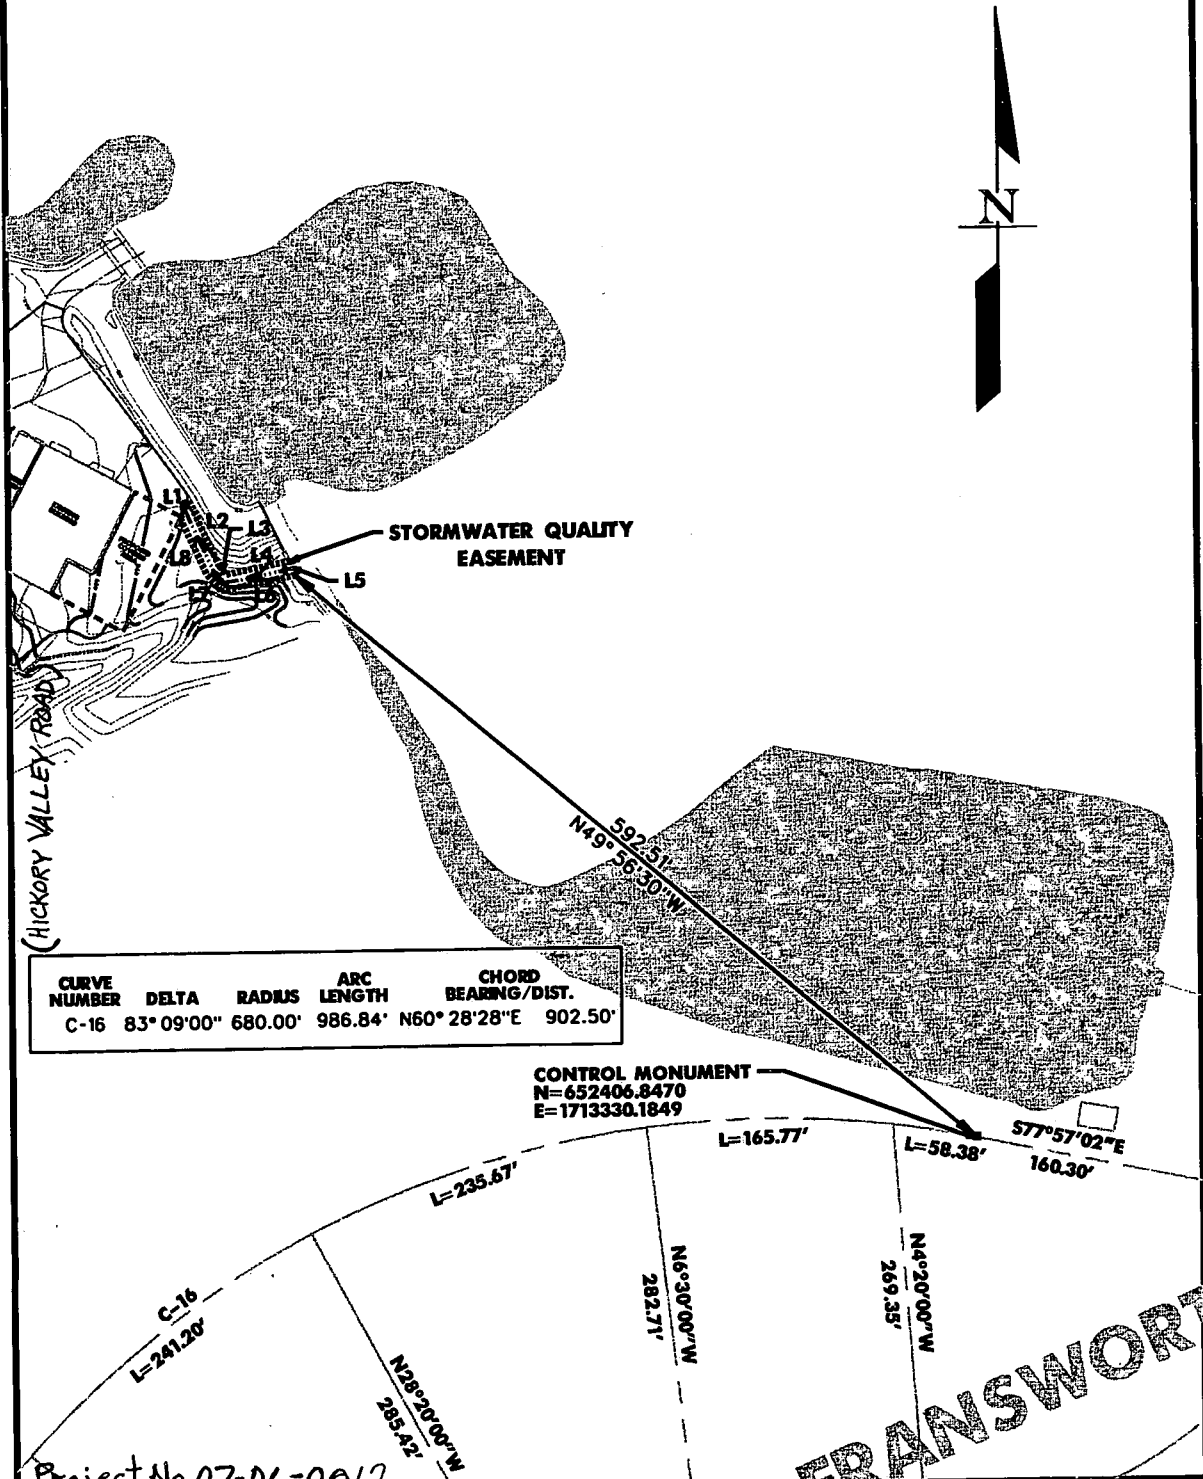 N
L1
L2
L3
STORMWATER QUALITY
EASEMENT
L4
L8
L5
L7
L6
(HICKORY VALLEY ROAD)
592.51'
N49°56'30"W
CURVE NUMBER DELTA RADIUS ARC LENGTH CHORD BEARING/DIST.
C-16 83°09'00" 680.00' 986.84' N60°28'28"E 902.50'
CONTROL MONUMENT
N=652406.8470
E=1713330.1849
S77°57'02"E
160.30'
L=58.38'
L=165.77'
L=235.67'
C-16
L=241.20'
N28°20'00"W
285.42'
N6°30'00"W
282.71'
N4°20'00"W
269.35'
Project No